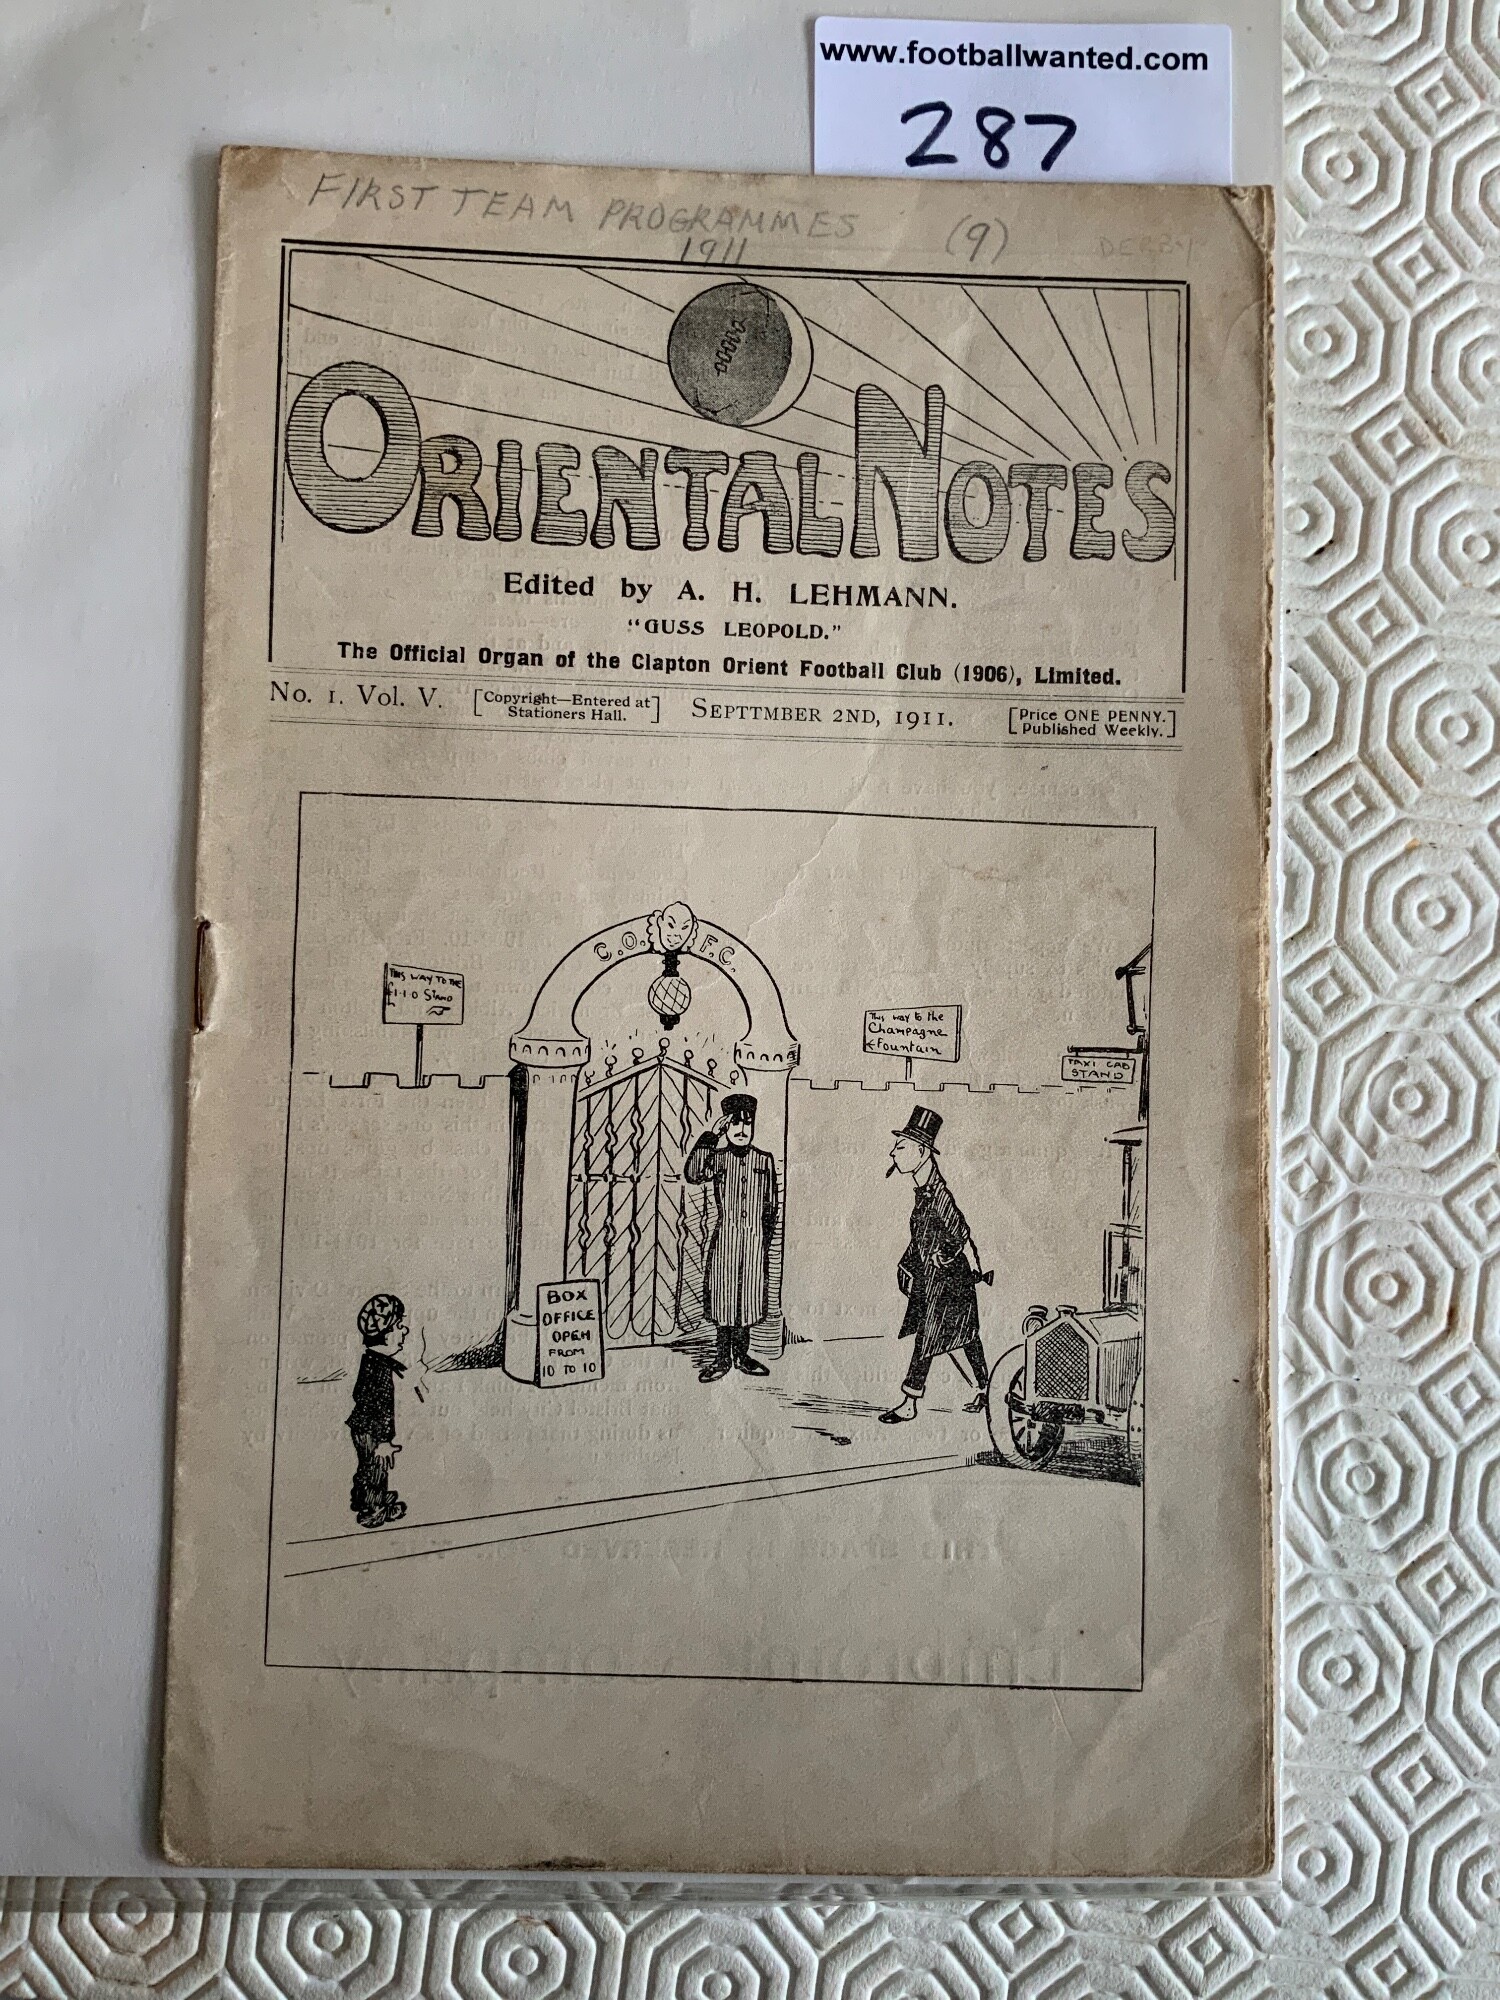 www.footballwanted.com
287
FIRST TEAM PROGRAMMES (9) DERBY
1911
ORIENTAL NOTES
Edited by A. H. LEHMANN.
"GUSS LEOPOLD."
The Official Organ of the Clapton Orient Football Club (1906), Limited.
No. 1. Vol. V. [Copyright—Entered at Stationers Hall.] SEPTTMBER 2ND, 1911. [Price ONE PENNY. Published Weekly.]
C.O. F.C.
THIS WAY TO THE
£1-1-0 STAND
This way to the
Champagne
Fountain
TAXI CAB
STAND
BOX
OFFICE
OPEN
FROM
10 TO 10